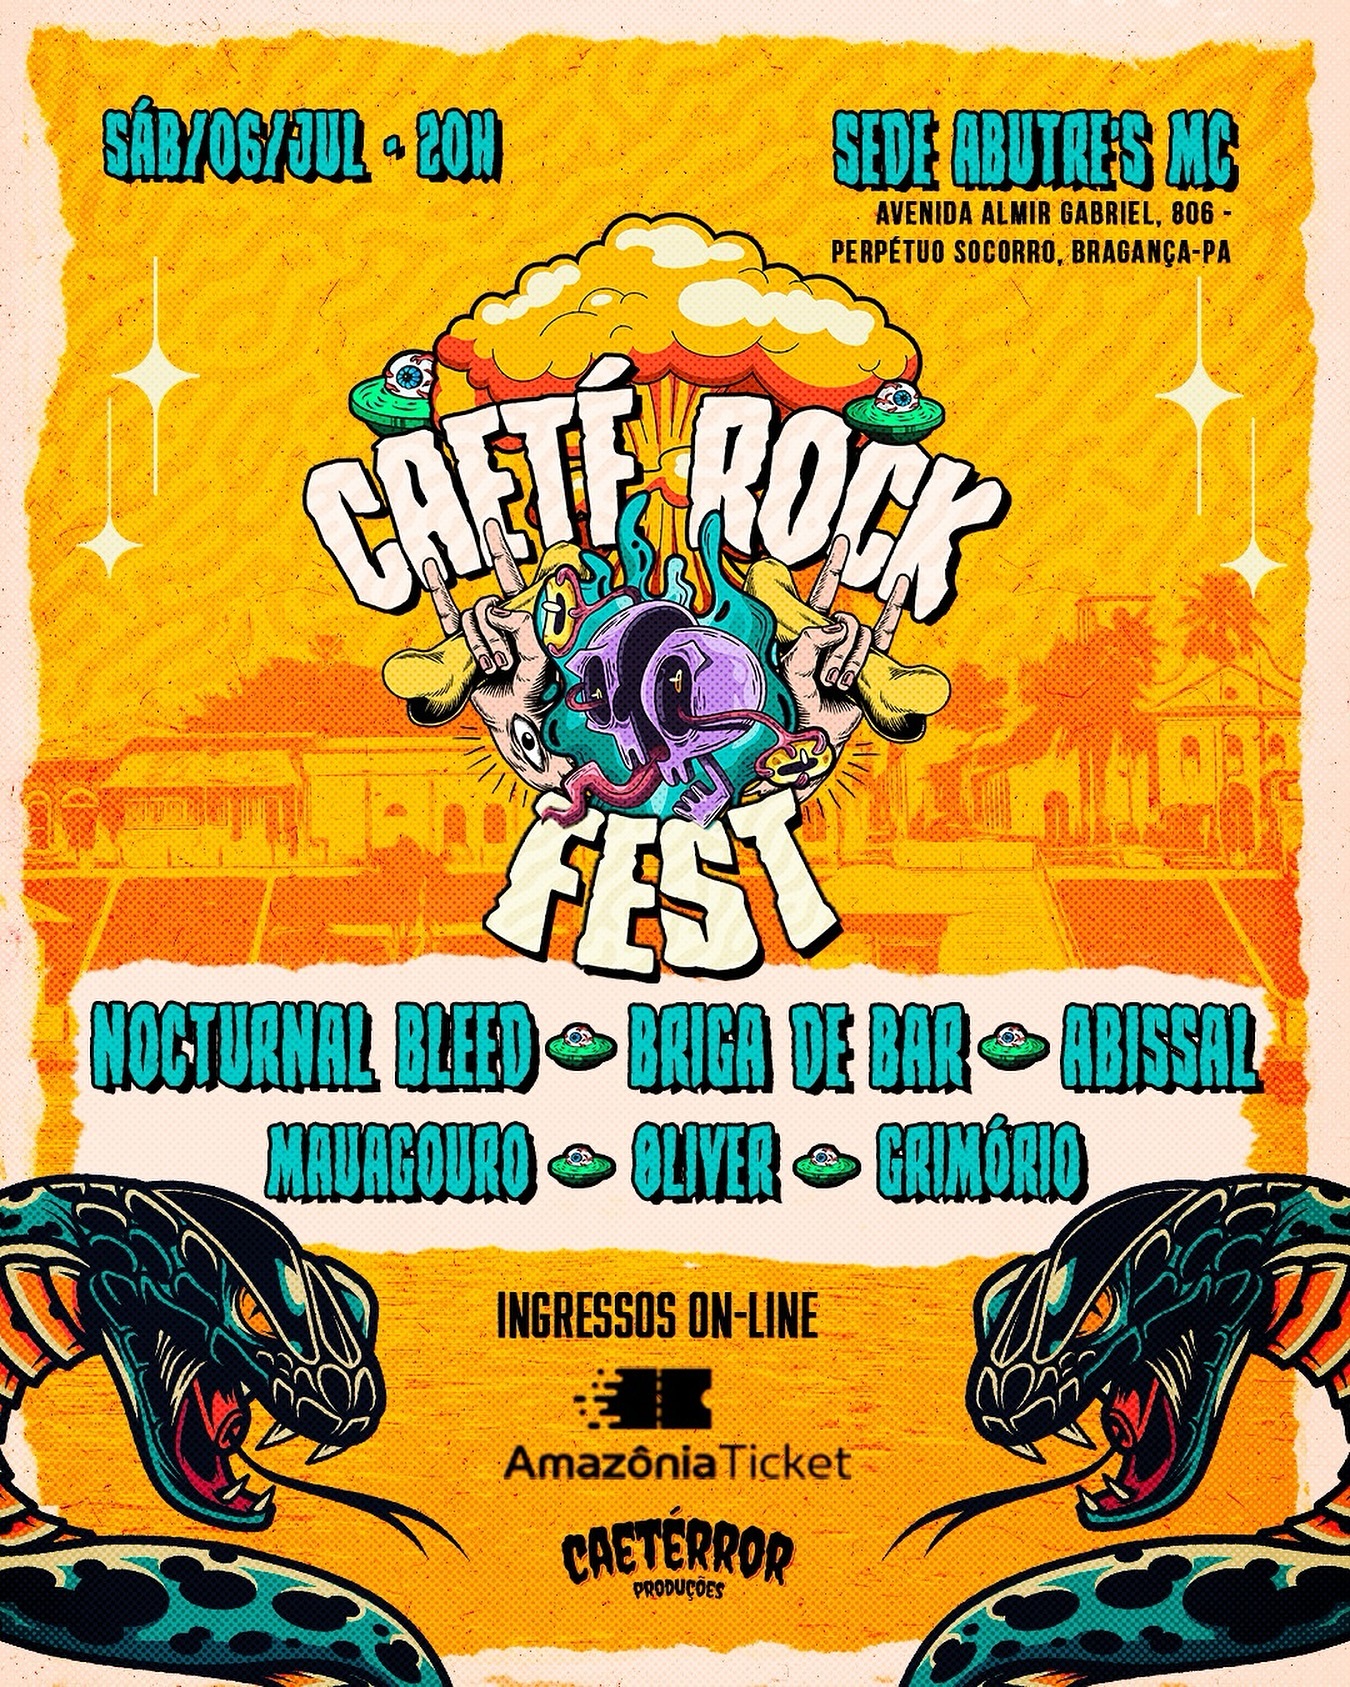 SÁB/06/JUL - 20H
SEDE ABUTRE'S MC
AVENIDA ALMIR GABRIEL, 806 -
PERPÉTUO SOCORRO, BRAGANÇA-PA
CAETÉ ROCK
FEST
NOCTURNAL BLEED BRIGA DE BAR ABISSAL
MAUAGOURO ØLIVER GRIMÓRIO
INGRESSOS ON-LINE
AmazôniaTicket
CAETÉRROR
PRODUÇÕES